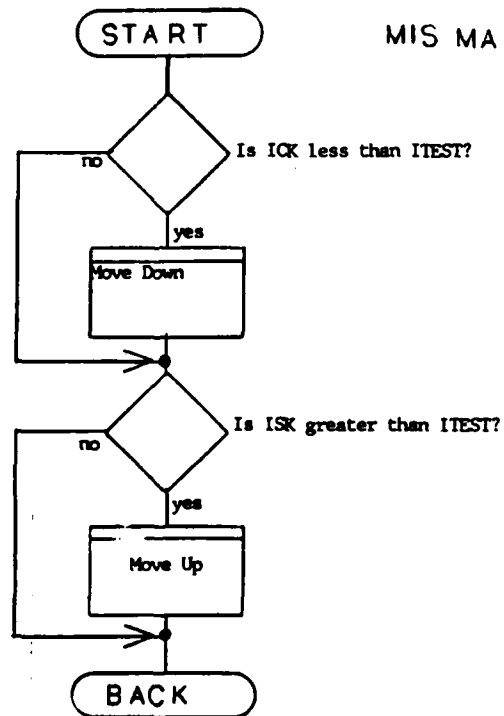 START
MIS MA
Is ICK less than ITEST?
no
yes
Move Down
Is ISK greater than ITEST?
no
yes
Move Up
BACK